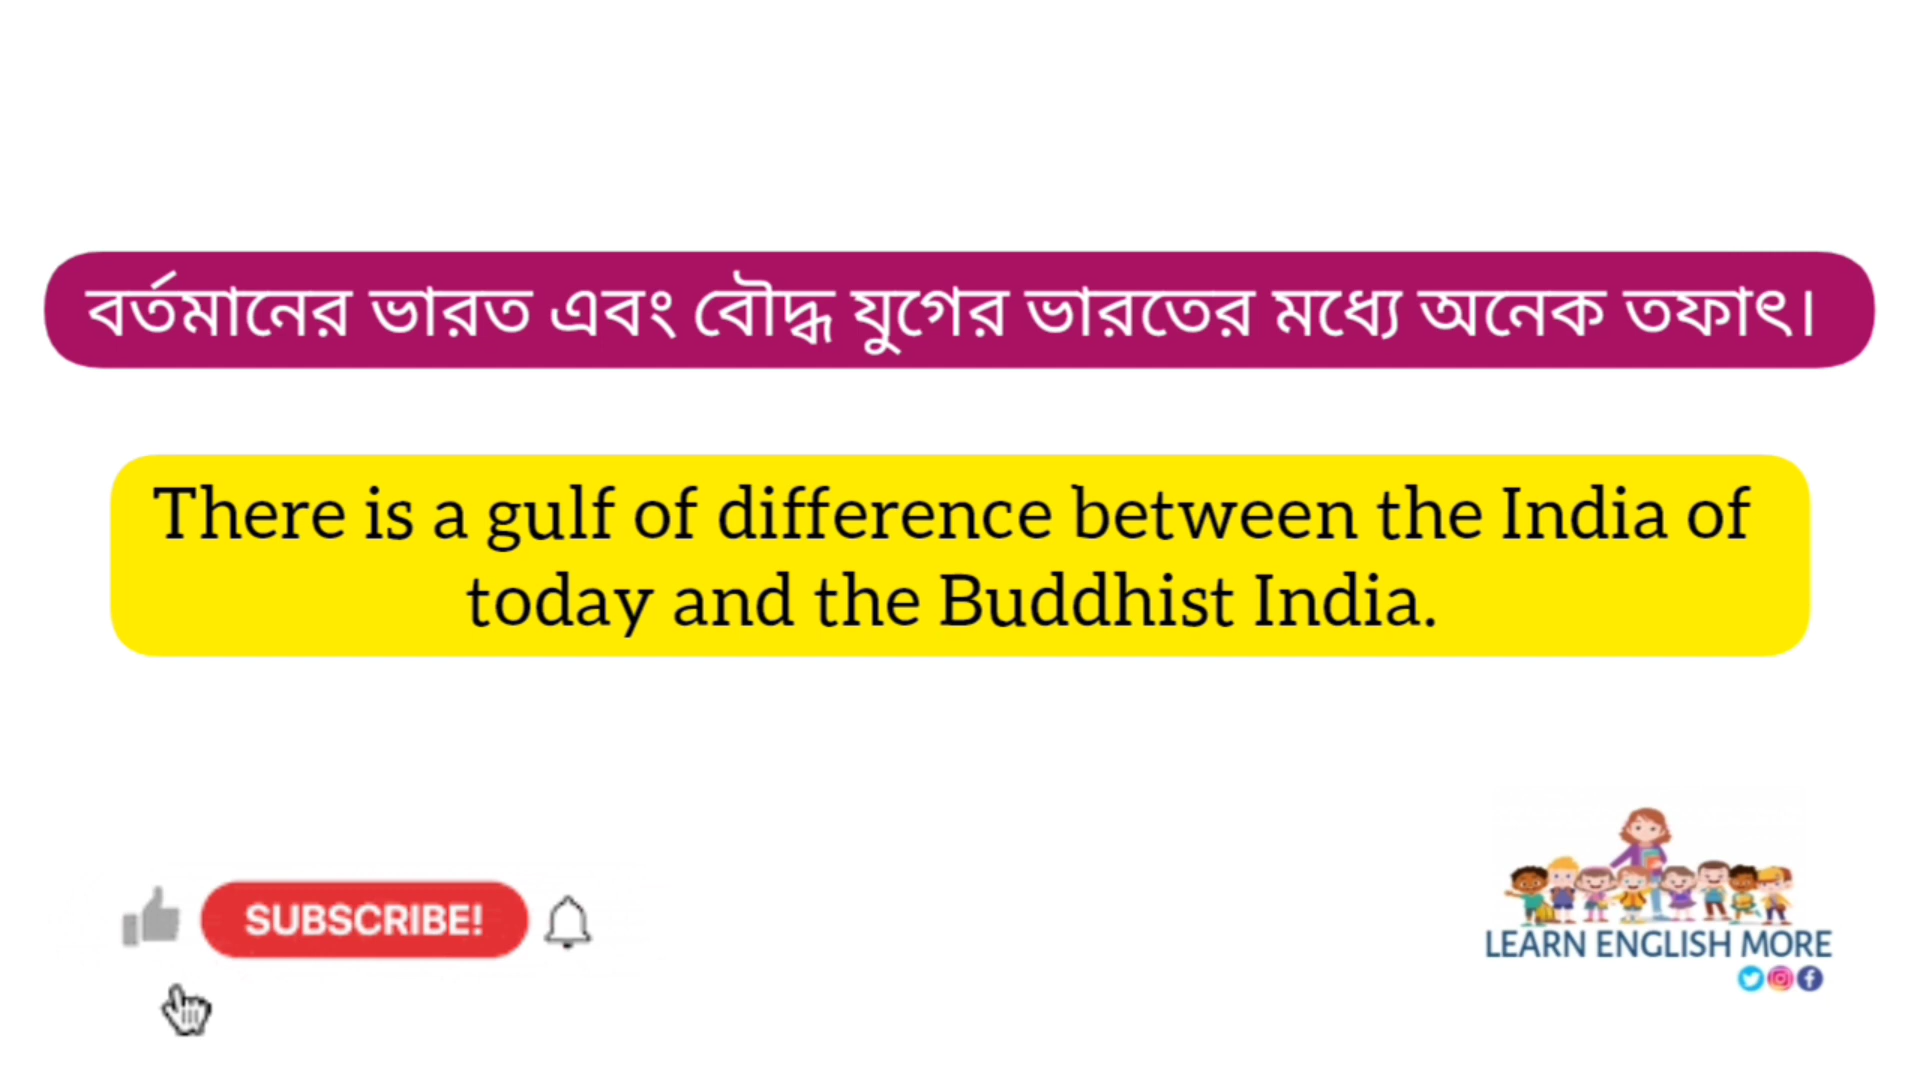 বর্তমানের ভারত এবং বৌদ্ধ যুগের ভারতের মধ্যে অনেক তফাৎ।
There is a gulf of difference between the India of
today and the Buddhist India.
SUBSCRIBE!
LEARN ENGLISH MORE